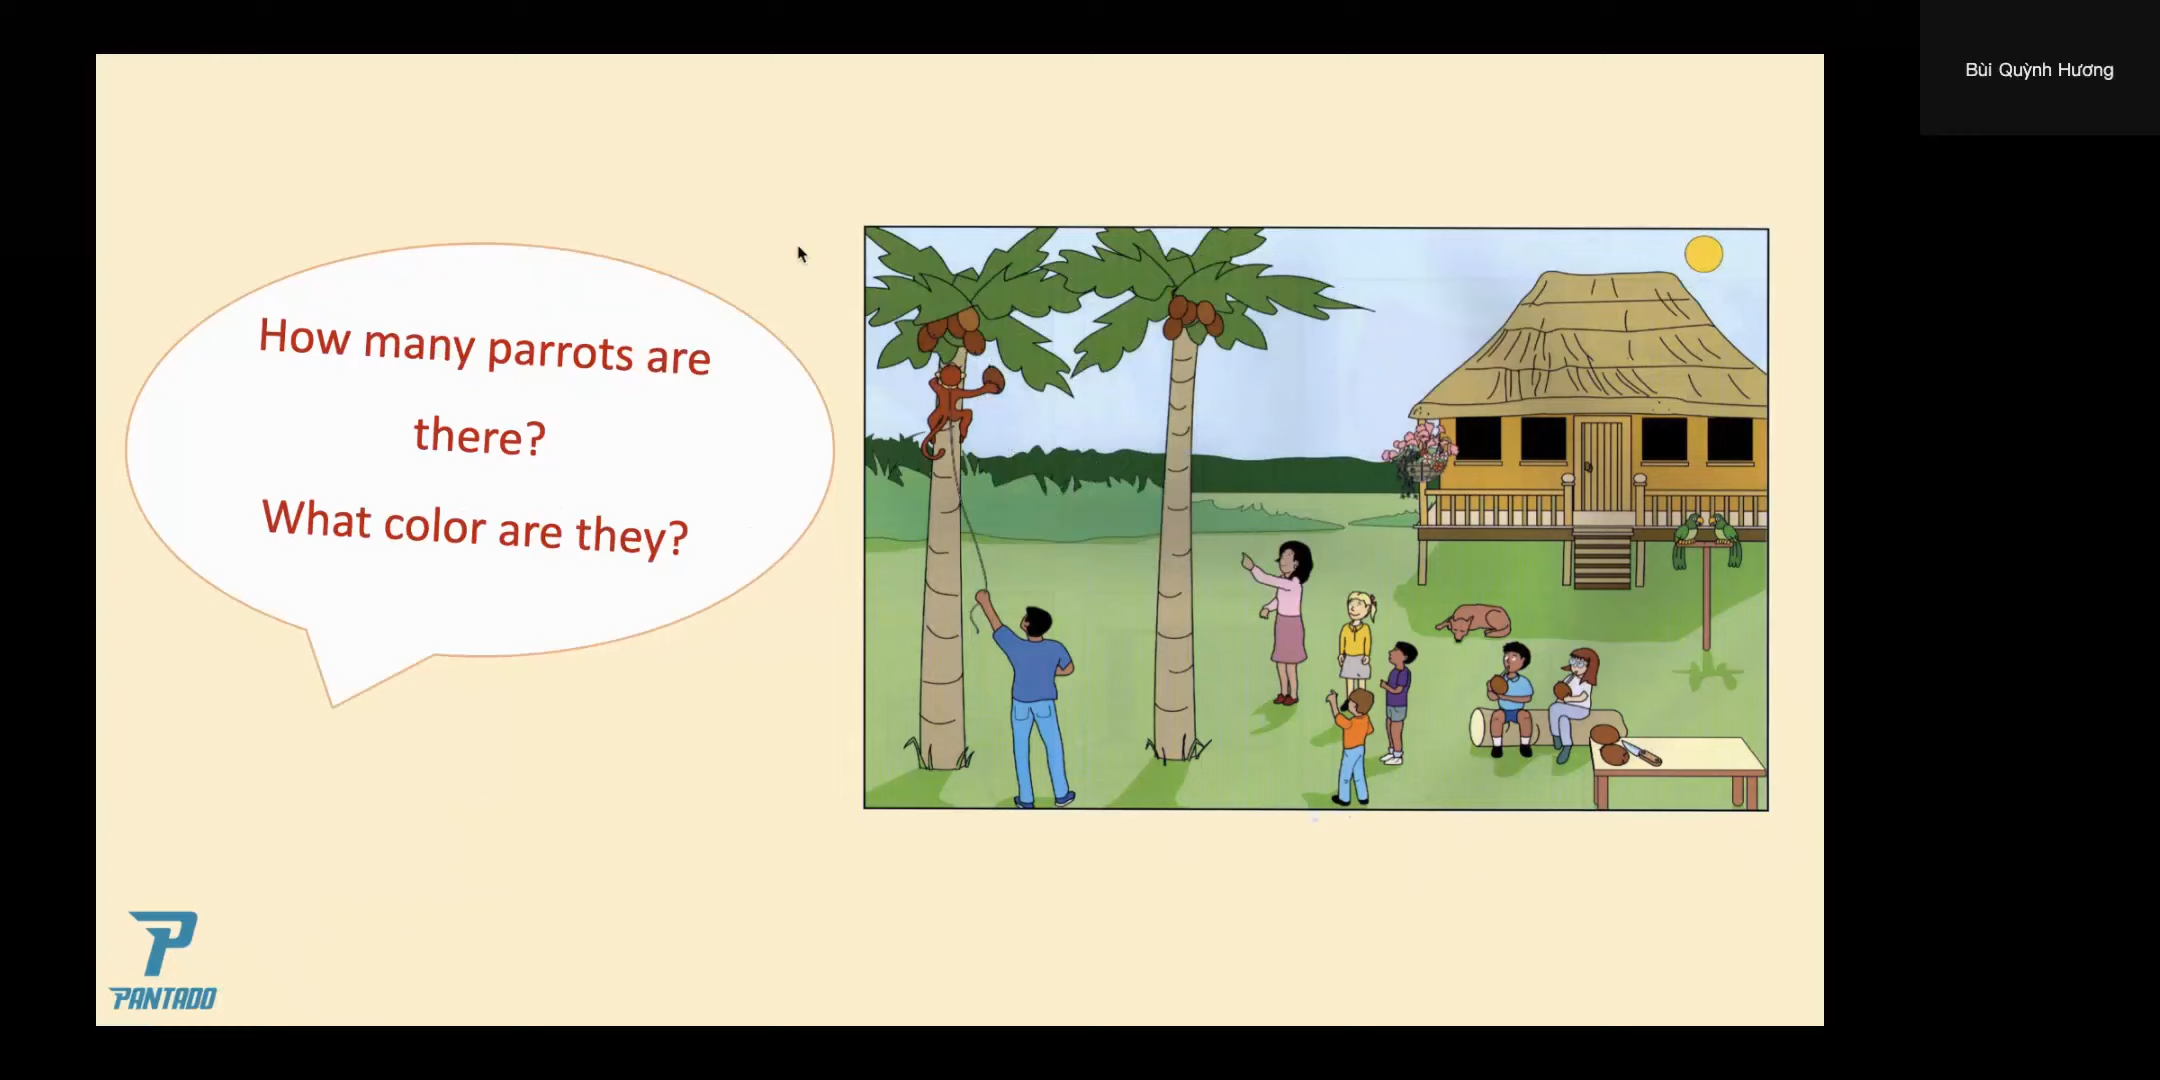 Bùi Quỳnh Hương
How many parrots are
there?
What color are they?
PANTADO